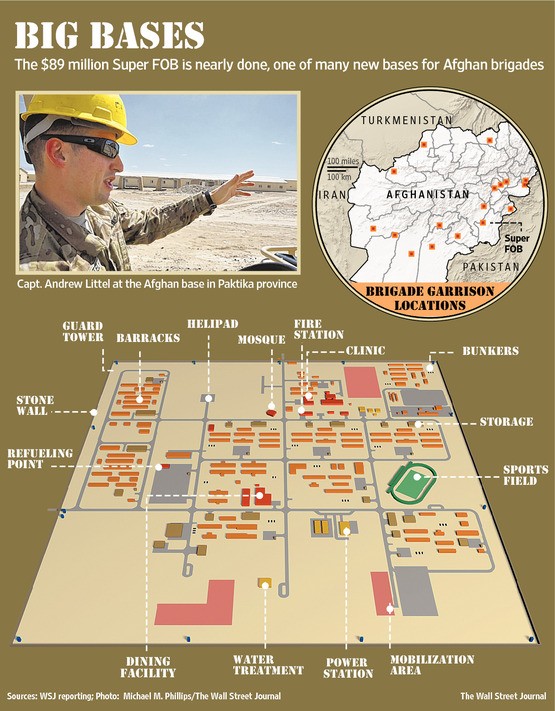 BIG BASES
The $89 million Super FOB is nearly done, one of many new bases for Afghan brigades
TURKMENISTAN
100 miles
100 km
IRAN
AFGHANISTAN
Super
FOB
PAKISTAN
BRIGADE GARRISON
LOCATIONS
Capt. Andrew Littel at the Afghan base in Paktika province
GUARD
TOWER
BARRACKS
HELIPAD
MOSQUE
FIRE
STATION
CLINIC
BUNKERS
STONE
WALL
STORAGE
REFUELING
POINT
SPORTS
FIELD
DINING
FACILITY
WATER
TREATMENT
POWER
STATION
MOBILIZATION
AREA
Sources: WSJ reporting; Photo: Michael M. Phillips/The Wall Street Journal
The Wall Street Journal